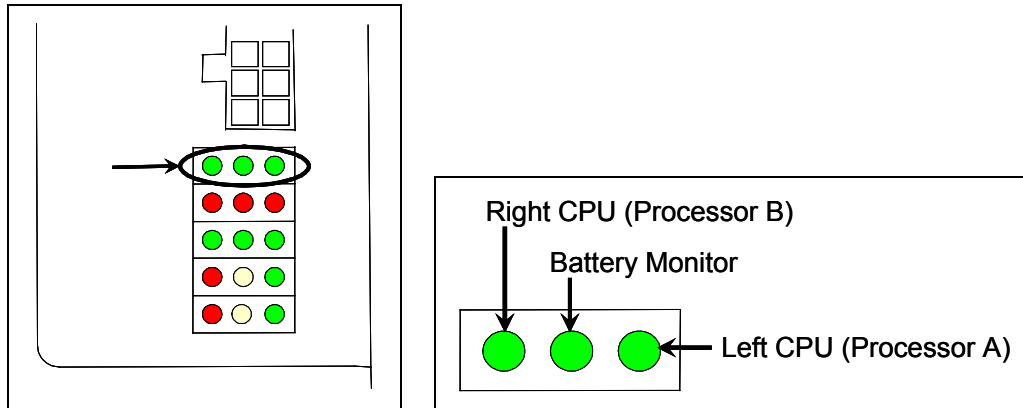 Right CPU (Processor B)
Battery Monitor
Left CPU (Processor A)